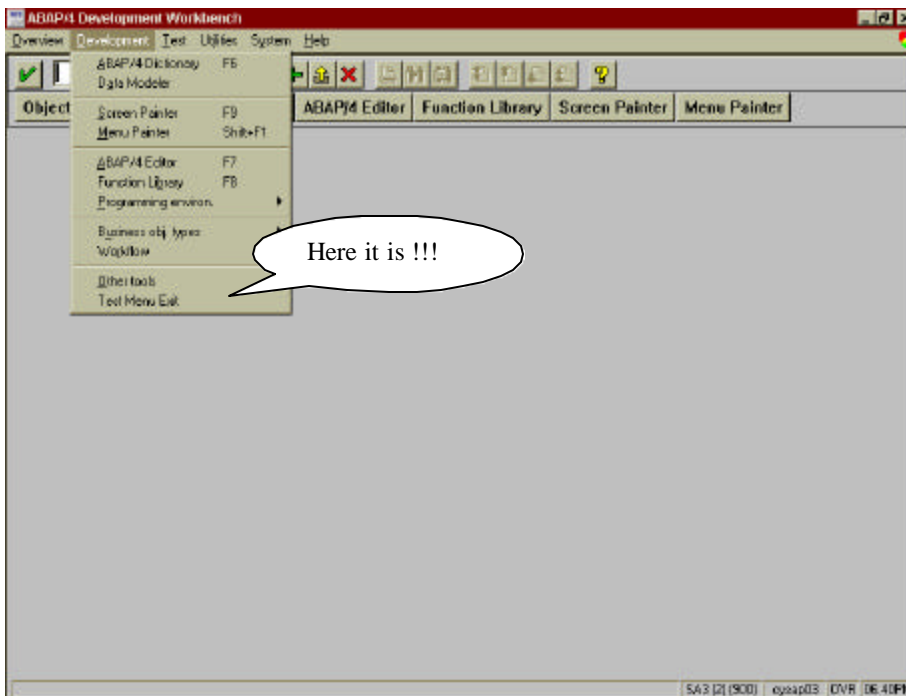 ABAP/4 Development Workbench
Overview Development Test Utilities System Help
ABAP/4 Dictionary F6
Data Modeler
Object ABAP/4 Editor Function Library Screen Painter Menu Painter
Screen Painter F9
Menu Painter Shift+F1
ABAP/4 Editor F7
Function Library F8
Programming environ.
Business obj. types
Workflow
Here it is !!!
Other tools
Test Menu Exit
SA3 (2) (900) cysap03 OVR 06:40PM